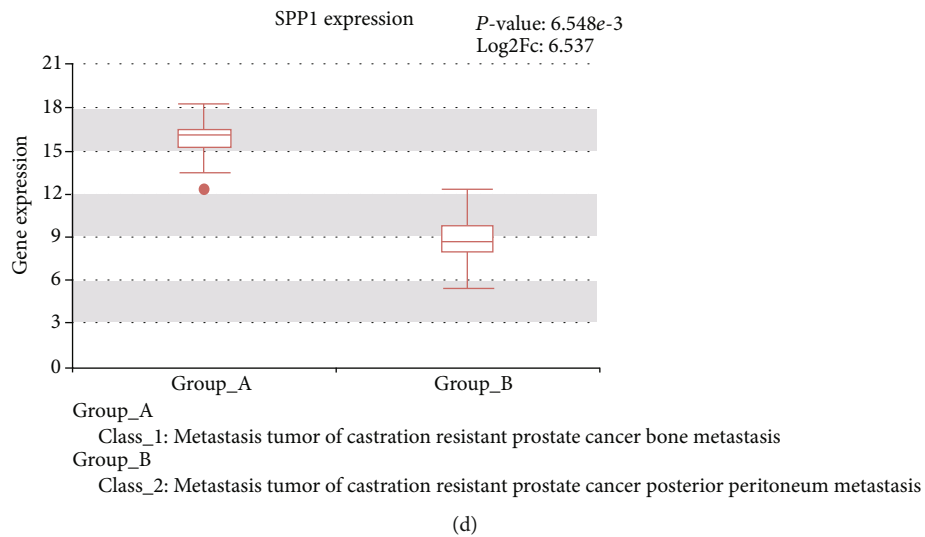 SPP1 expression
P-value: 6.548e-3
Log2Fc: 6.537
Gene expression
21
18
15
12
9
6
3
0
Group_A
Group_B
Group_A
Class_1: Metastasis tumor of castration resistant prostate cancer bone metastasis
Group_B
Class_2: Metastasis tumor of castration resistant prostate cancer posterior peritoneum metastasis
(d)